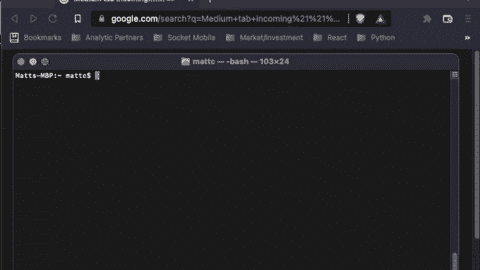 google.com/search?q=Medium+tab+incoming%21%21%...
Bookmarks Analytic Partners Socket Mobile Market/Investment React Python
mattc — -bash — 103×24
Matts-MBP:~ mattc$